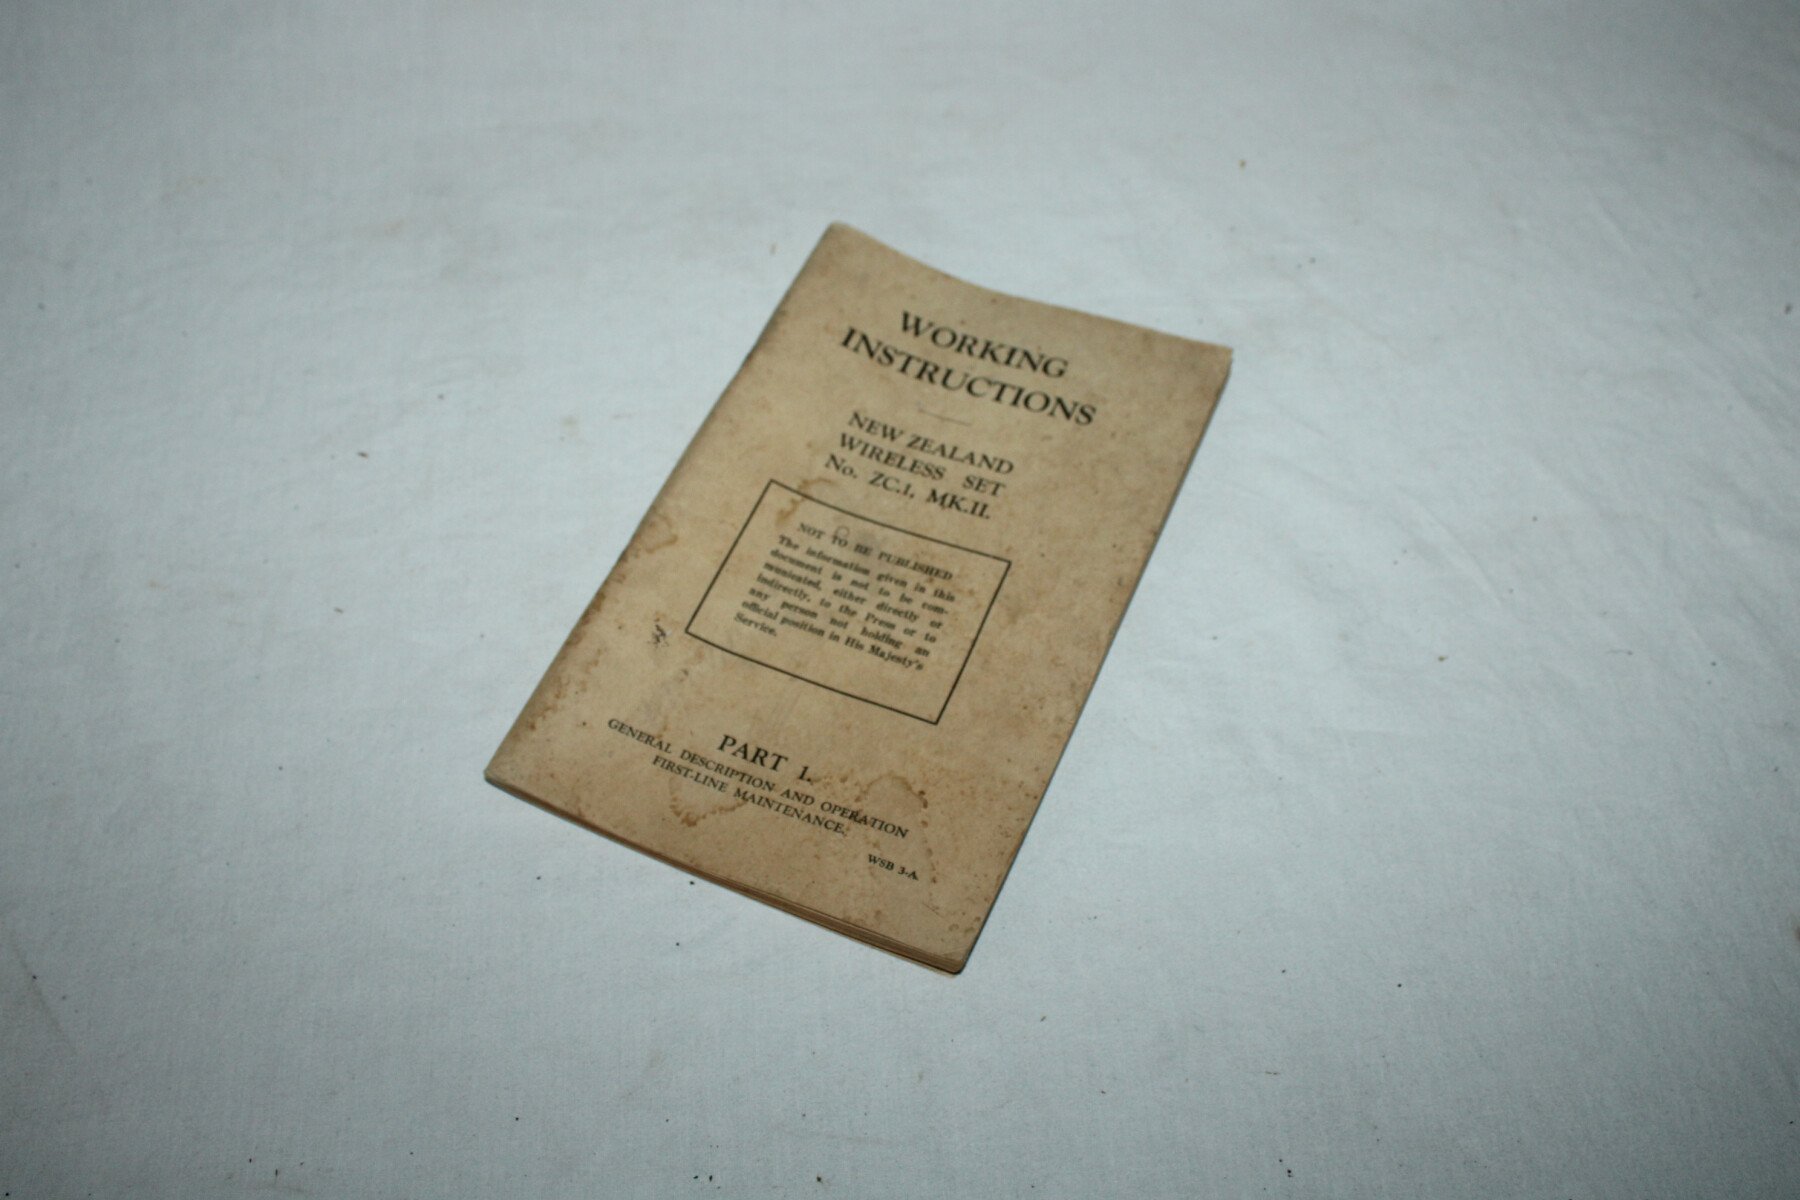 WORKING
INSTRUCTIONS
NEW ZEALAND
WIRELESS SET
No. ZC.1, MK.II.
NOT TO BE PUBLISHED
The information given in this
document is not to be com-
municated, either directly or
indirectly, to the Press or to
any person not holding an
official position in His Majesty's
Service.
PART 1.
GENERAL DESCRIPTION AND OPERATION
FIRST-LINE MAINTENANCE.
WSB 3-A.